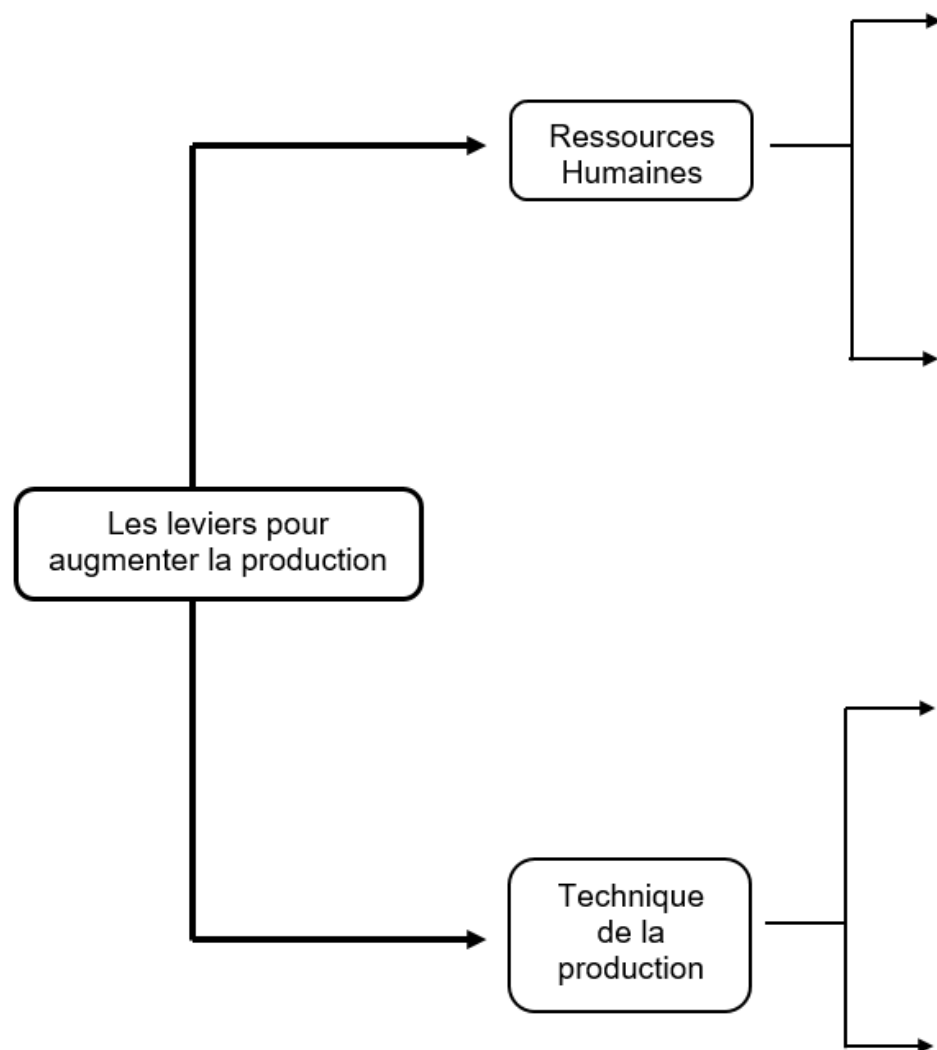 Ressources
Humaines
Les leviers pour
augmenter la production
Technique
de la
production